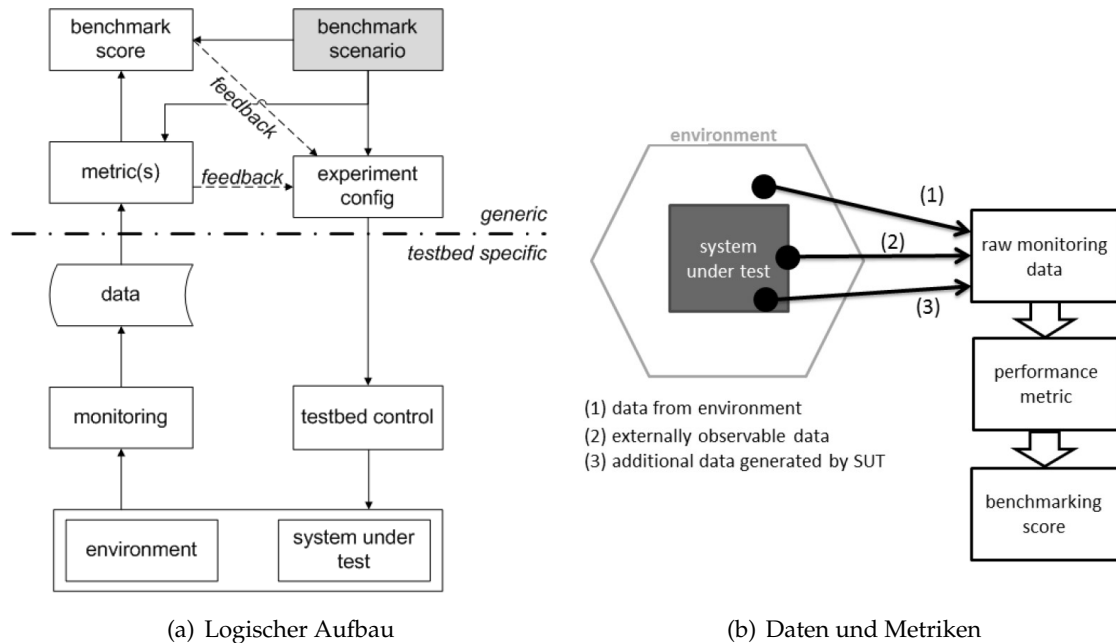 benchmark
score
benchmark
scenario
feedback
metric(s)
feedback
experiment
config
generic
testbed specific
data
monitoring
testbed control
environment
system under
test
(a) Logischer Aufbau
environment
(1)
system
under test
(2)
(3)
raw monitoring
data
performance
metric
benchmarking
score
(1) data from environment
(2) externally observable data
(3) additional data generated by SUT
(b) Daten und Metriken